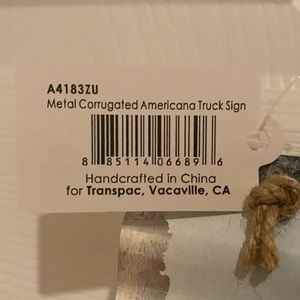 A4183ZU
Metal Corrugated Americana Truck Sign
8 85114 06689 6
Handcrafted in China
for Transpac, Vacaville, CA